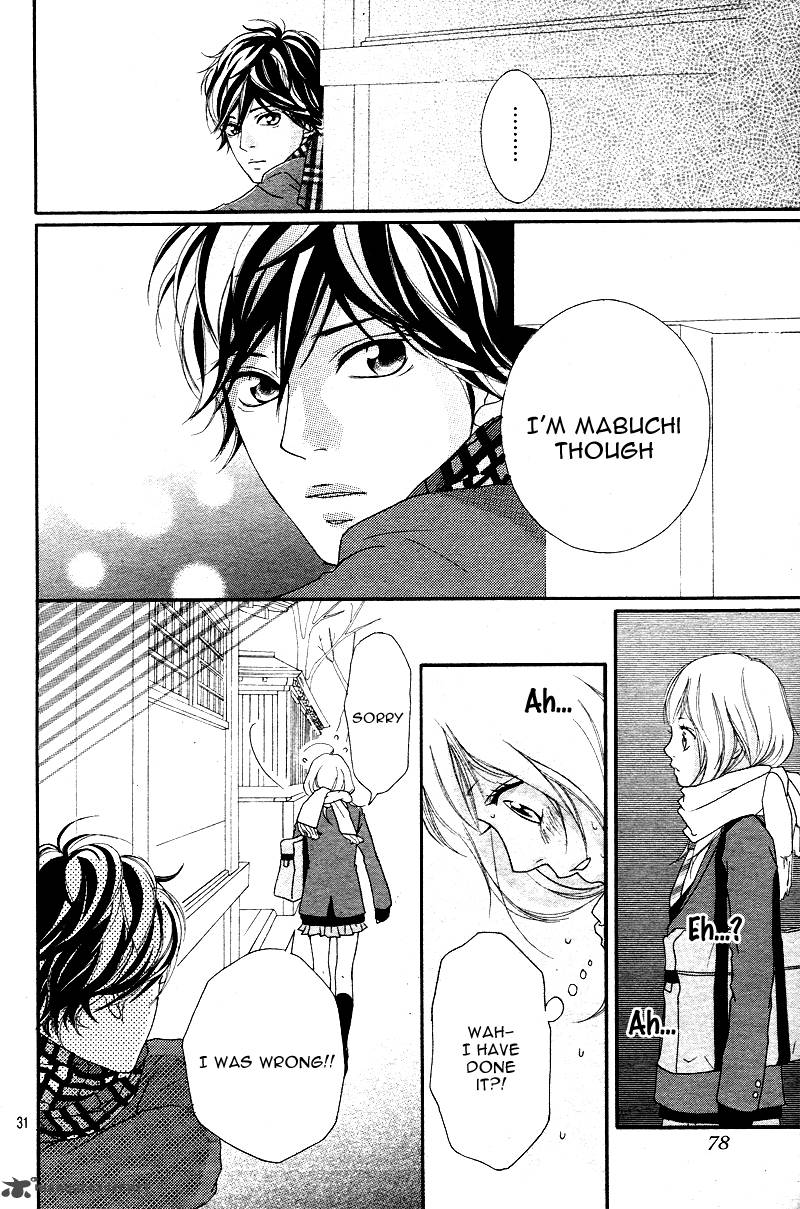 ………
I'M MABUCHI
THOUGH
Eh...?
Ah...
Ah...
WAH-
I HAVE
DONE
IT?!
SORRY
I WAS WRONG!!
31
78